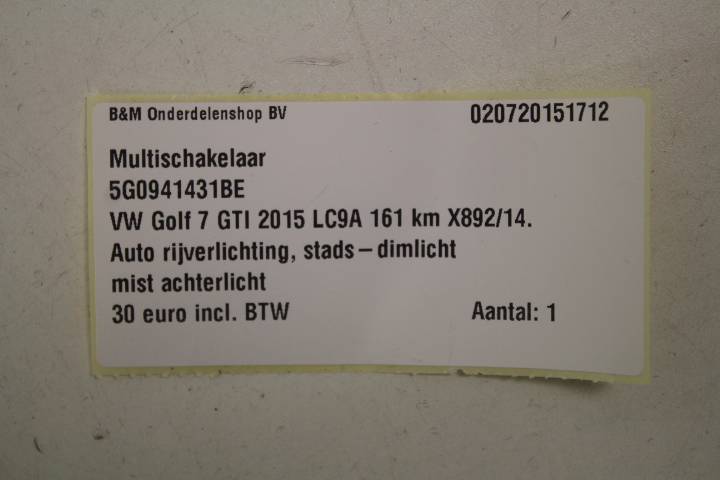 B&M Onderdelenshop BV 020720151712
Multischakelaar
5G0941431BE
VW Golf 7 GTI 2015 LC9A 161 km X892/14.
Auto rijverlichting, stads–dimlicht
mist achterlicht
30 euro incl. BTW Aantal: 1